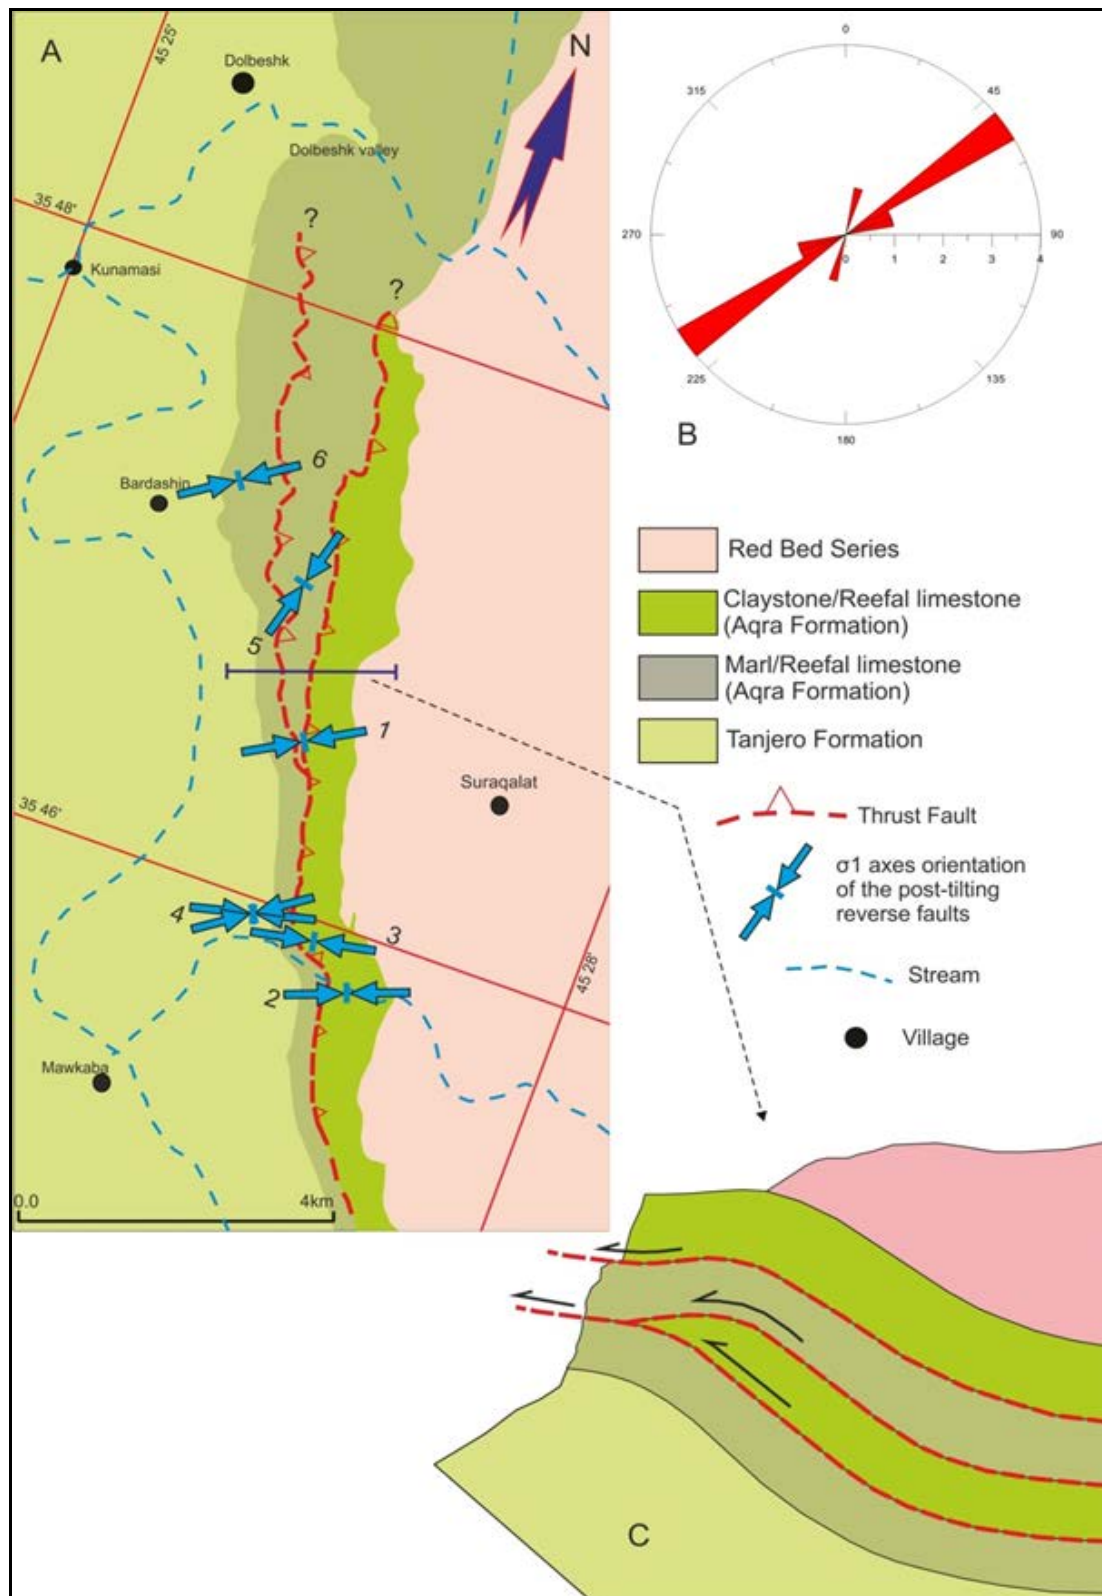 A
45 25'
Dolbeshk
N
Dolbeshk valley
35 48'
?
Kunamasi
?
6
Bardashin
5
1
Suraqalat
35 46'
4
3
45 28'
2
Mawkaba
0.0
4km
0
45
90
135
180
225
270
315
0
1
2
3
4
B
Red Bed Series
Claystone/Reefal limestone
(Aqra Formation)
Marl/Reefal limestone
(Aqra Formation)
Tanjero Formation
Thrust Fault
σ1 axes orientation
of the post-tilting
reverse faults
Stream
Village
C